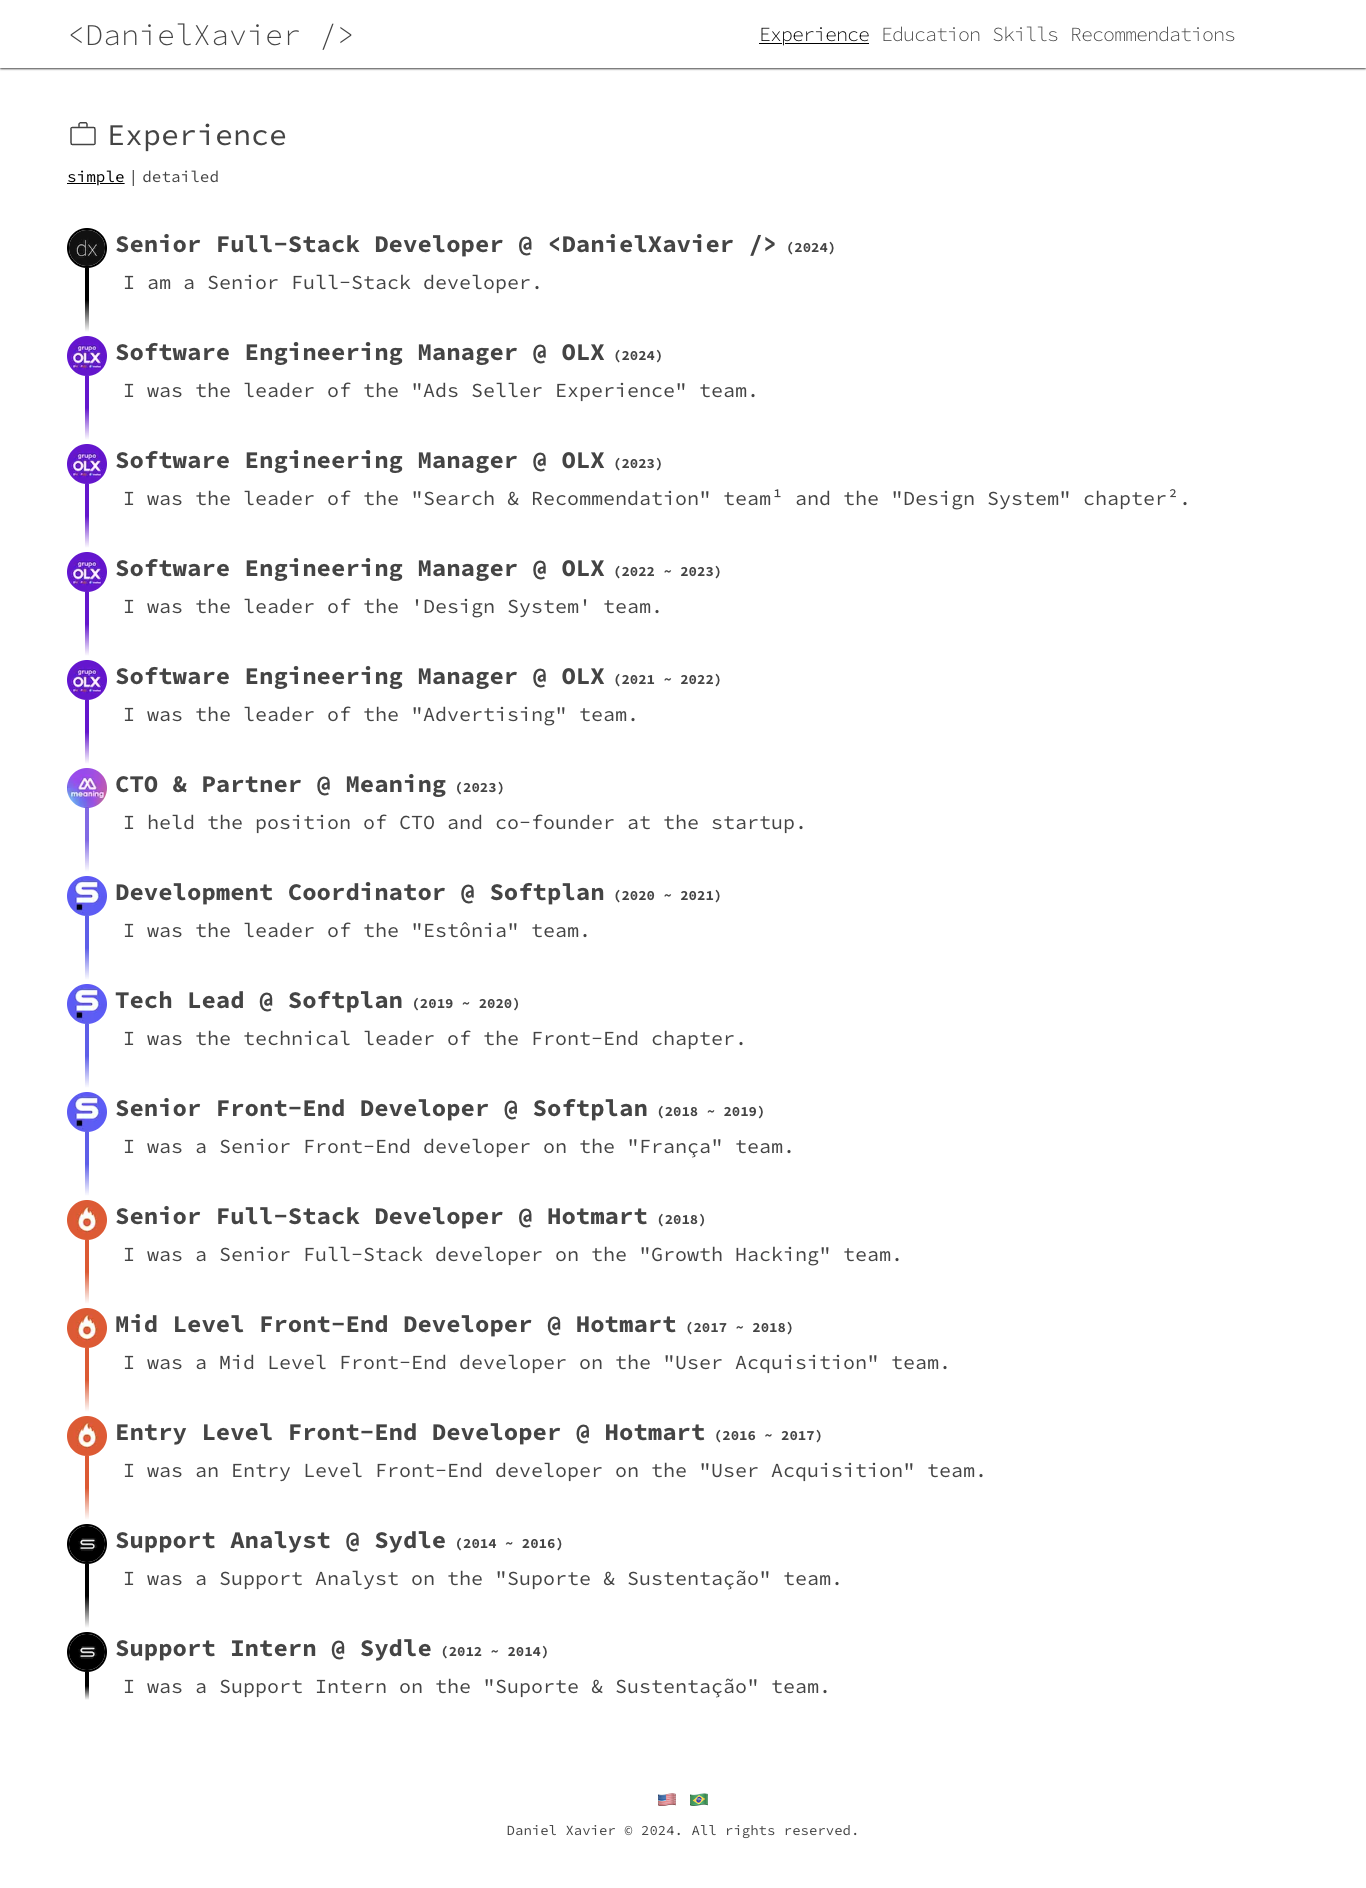 <DanielXavier />
Experience Education Skills Recommendations
Experience
simple | detailed
dx
Senior Full-Stack Developer @ <DanielXavier /> (2024)
I am a Senior Full-Stack developer.
grupo
OLX
Software Engineering Manager @ OLX (2024)
I was the leader of the "Ads Seller Experience" team.
grupo
OLX
Software Engineering Manager @ OLX (2023)
I was the leader of the "Search & Recommendation" team¹ and the "Design System" chapter².
grupo
OLX
Software Engineering Manager @ OLX (2022 ~ 2023)
I was the leader of the 'Design System' team.
grupo
OLX
Software Engineering Manager @ OLX (2021 ~ 2022)
I was the leader of the "Advertising" team.
meaning
CTO & Partner @ Meaning (2023)
I held the position of CTO and co-founder at the startup.
Development Coordinator @ Softplan (2020 ~ 2021)
I was the leader of the "Estônia" team.
Tech Lead @ Softplan (2019 ~ 2020)
I was the technical leader of the Front-End chapter.
Senior Front-End Developer @ Softplan (2018 ~ 2019)
I was a Senior Front-End developer on the "França" team.
Senior Full-Stack Developer @ Hotmart (2018)
I was a Senior Full-Stack developer on the "Growth Hacking" team.
Mid Level Front-End Developer @ Hotmart (2017 ~ 2018)
I was a Mid Level Front-End developer on the "User Acquisition" team.
Entry Level Front-End Developer @ Hotmart (2016 ~ 2017)
I was an Entry Level Front-End developer on the "User Acquisition" team.
Support Analyst @ Sydle (2014 ~ 2016)
I was a Support Analyst on the "Suporte & Sustentação" team.
Support Intern @ Sydle (2012 ~ 2014)
I was a Support Intern on the "Suporte & Sustentação" team.
Daniel Xavier © 2024. All rights reserved.